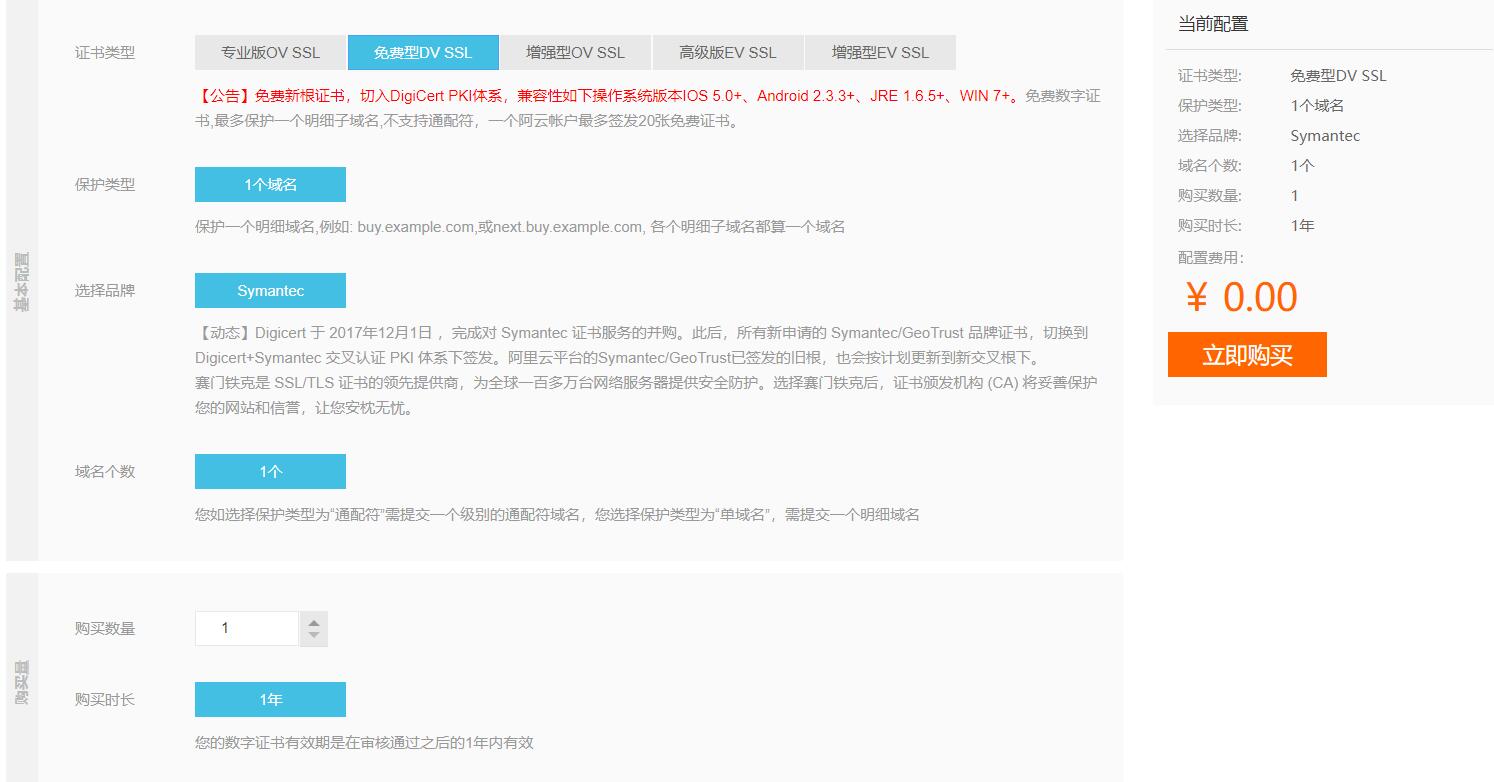 基本配置
证书类型
专业版OV SSL
免费型DV SSL
增强型OV SSL
高级版EV SSL
增强型EV SSL
【公告】免费新根证书，切入DigiCert PKI体系，兼容性如下操作系统版本IOS 5.0+、Android 2.3.3+、JRE 1.6.5+、WIN 7+。免费数字证
书,最多保护一个明细子域名,不支持通配符，一个阿云帐户最多签发20张免费证书。
保护类型
1个域名
保护一个明细域名,例如: buy.example.com,或next.buy.example.com, 各个明细子域名都算一个域名
选择品牌
Symantec
【动态】Digicert 于 2017年12月1日 ，完成对 Symantec 证书服务的并购。此后，所有新申请的 Symantec/GeoTrust 品牌证书，切换到
Digicert+Symantec 交叉认证 PKI 体系下签发。阿里云平台的Symantec/GeoTrust已签发的旧根，也会按计划更新到新交叉根下。
赛门铁克是 SSL/TLS 证书的领先提供商，为全球一百多万台网络服务器提供安全防护。选择赛门铁克后，证书颁发机构 (CA) 将妥善保护
您的网站和信誉，让您安枕无忧。
域名个数
1个
您如选择保护类型为“通配符”需提交一个级别的通配符域名，您选择保护类型为“单域名”，需提交一个明细域名
购买量
购买数量
1
购买时长
1年
您的数字证书有效期是在审核通过之后的1年内有效
当前配置
证书类型: 免费型DV SSL
保护类型: 1个域名
选择品牌: Symantec
域名个数: 1个
购买数量: 1
购买时长: 1年
配置费用:
¥ 0.00
立即购买